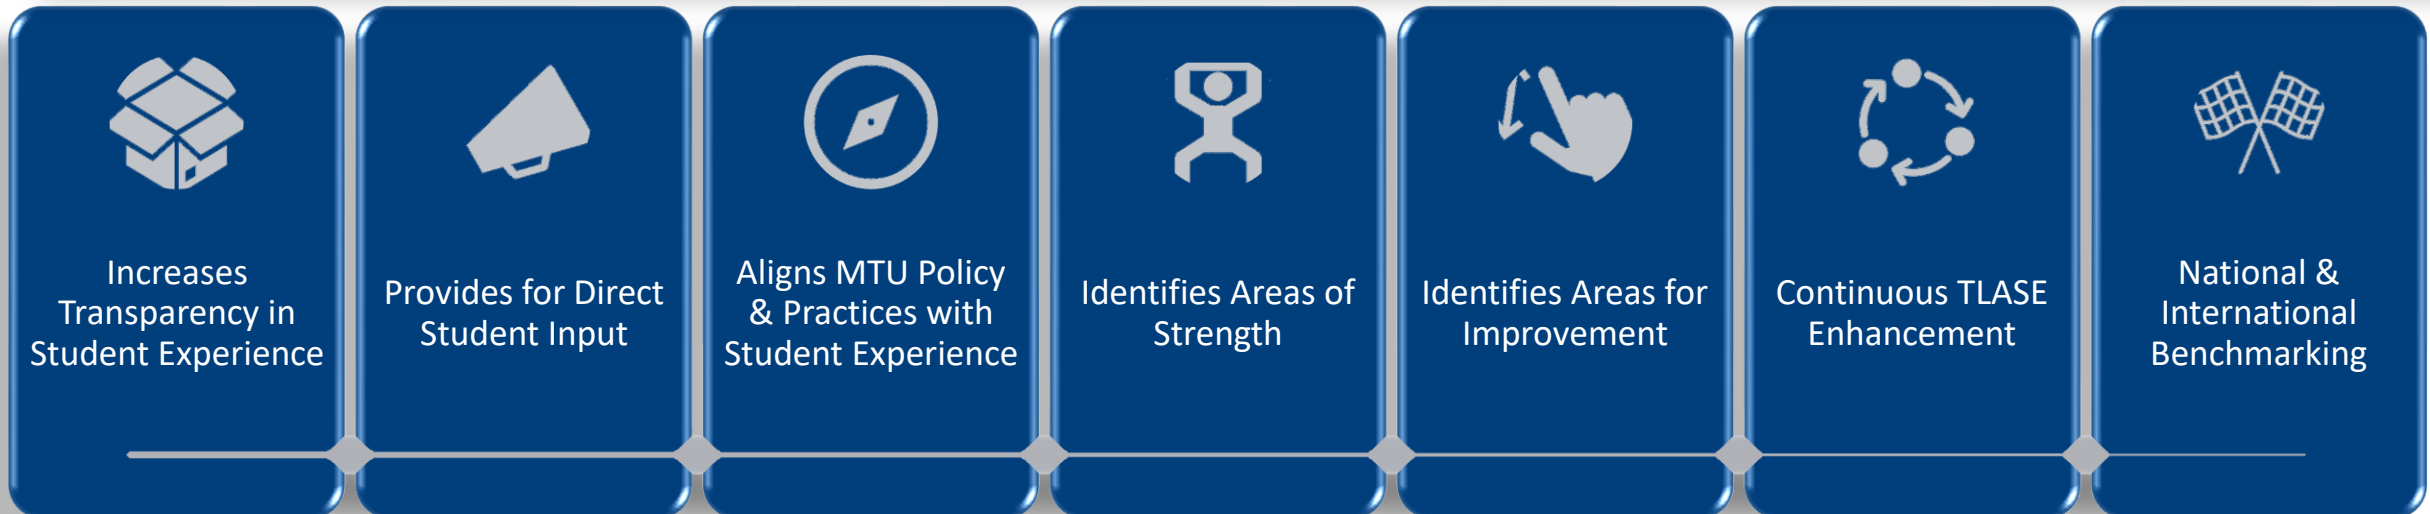 Increases
Transparency in
Student Experience
Provides for Direct
Student Input
Aligns MTU Policy
& Practices with
Student Experience
Identifies Areas of
Strength
Identifies Areas for
Improvement
Continuous TLASE
Enhancement
National &
International
Benchmarking